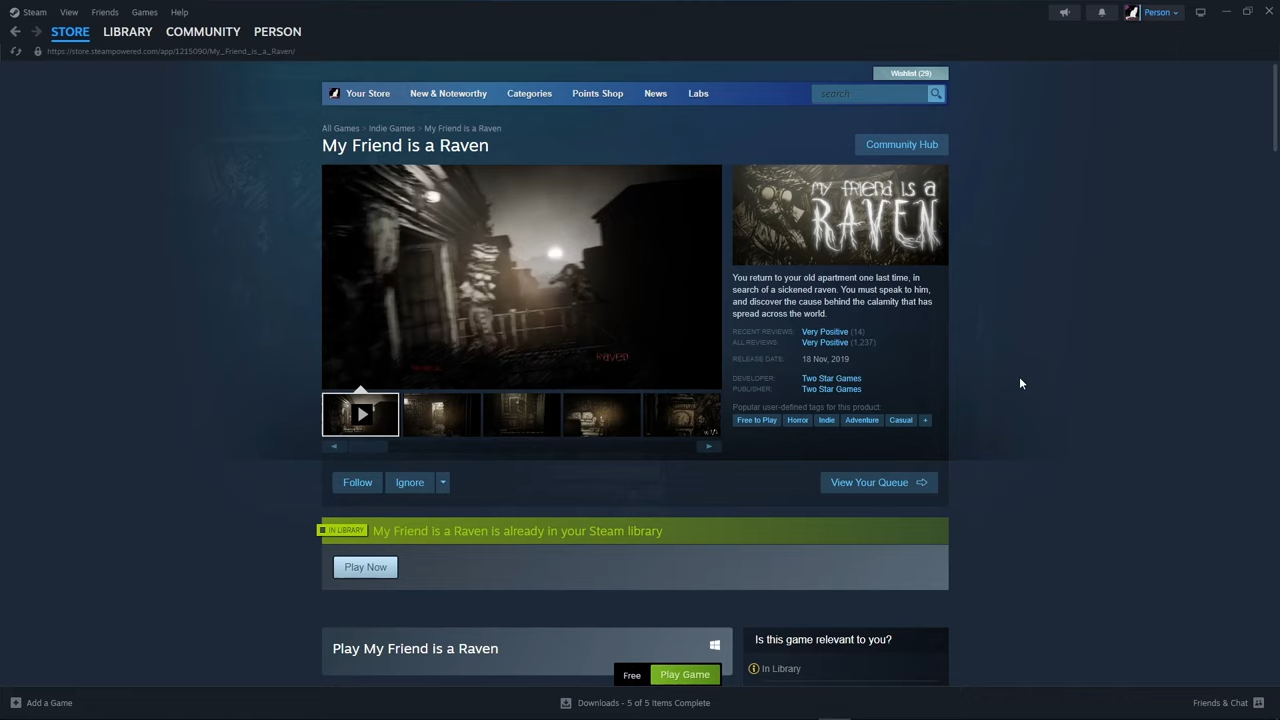 Steam View Friends Games Help Person
STORE LIBRARY COMMUNITY PERSON
https://store.steampowered.com/app/1215090/My_Friend_is_a_Raven/
Wishlist (29)
Your Store New & Noteworthy Categories Points Shop News Labs search
All Games > Indie Games > My Friend is a Raven
My Friend is a Raven
Community Hub
MY FRIEND IS A
RAVEN
Raven
You return to your old apartment one last time, in
search of a sickened raven. You must speak to him,
and discover the cause behind the calamity that has
spread across the world.
RECENT REVIEWS: Very Positive (14)
ALL REVIEWS: Very Positive (1,237)
RELEASE DATE: 18 Nov, 2019
DEVELOPER: Two Star Games
PUBLISHER: Two Star Games
Popular user-defined tags for this product:
Free to Play Horror Indie Adventure Casual +
Follow Ignore View Your Queue
IN LIBRARY My Friend is a Raven is already in your Steam library
Play Now
Play My Friend is a Raven
Free Play Game
Is this game relevant to you?
In Library
Add a Game Downloads - 5 of 5 Items Complete Friends & Chat